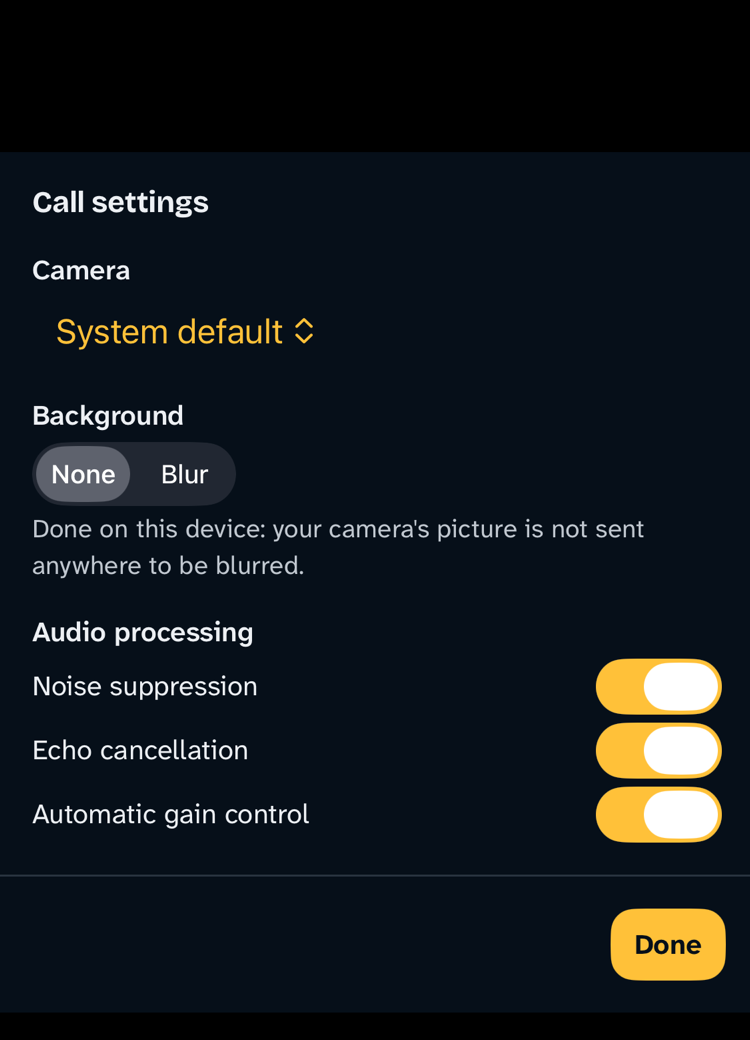 Call settings
Camera
System default
Background
None Blur
Done on this device: your camera's picture is not sent
anywhere to be blurred.
Audio processing
Noise suppression
Echo cancellation
Automatic gain control
Done